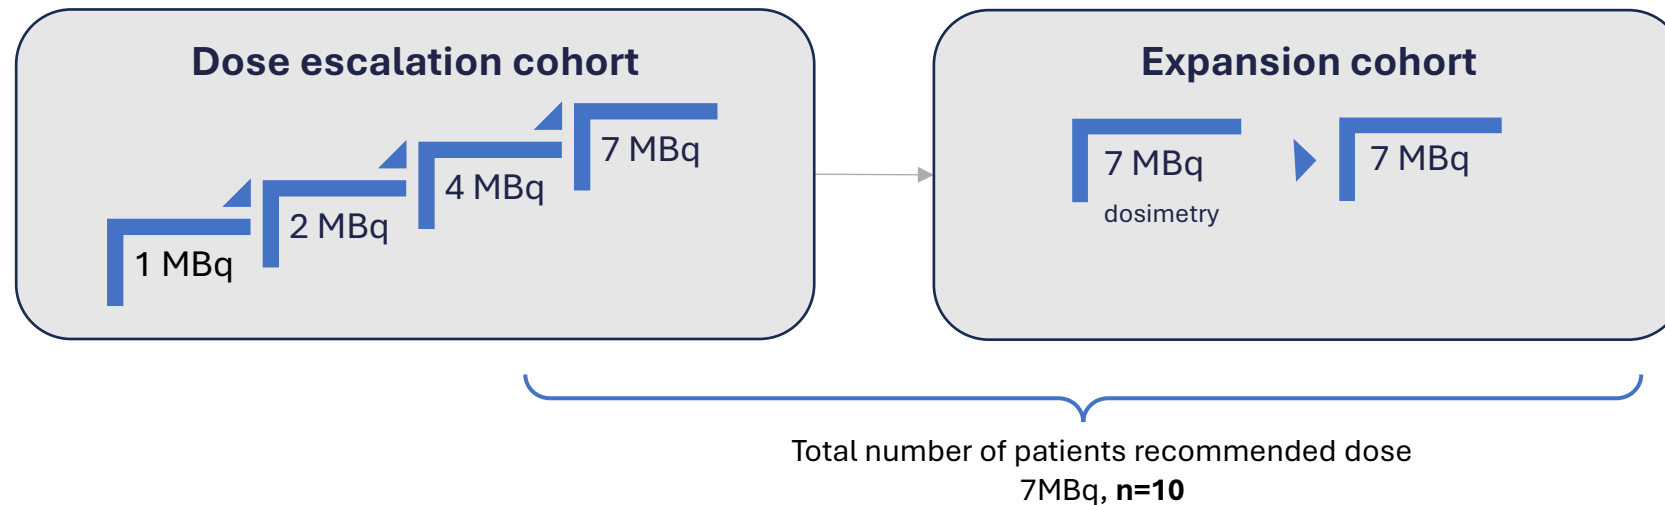 Dose escalation cohort
1 MBq
2 MBq
4 MBq
7 MBq
Expansion cohort
7 MBq
dosimetry
7 MBq
Total number of patients recommended dose
7MBq, n=10